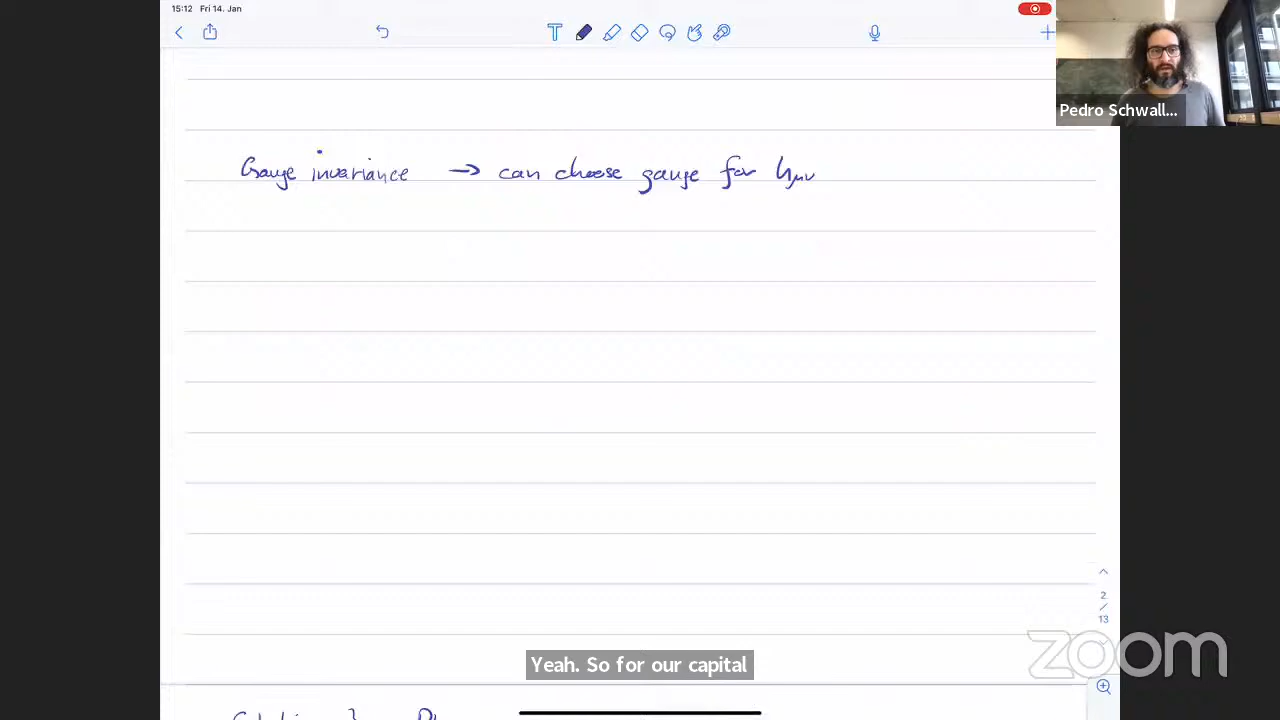 15:12 Fri 14. Jan
Pedro Schwall...
Gauge invariance → can choose gauge for hμν
2
/
13
zoom
Yeah. So for our capital